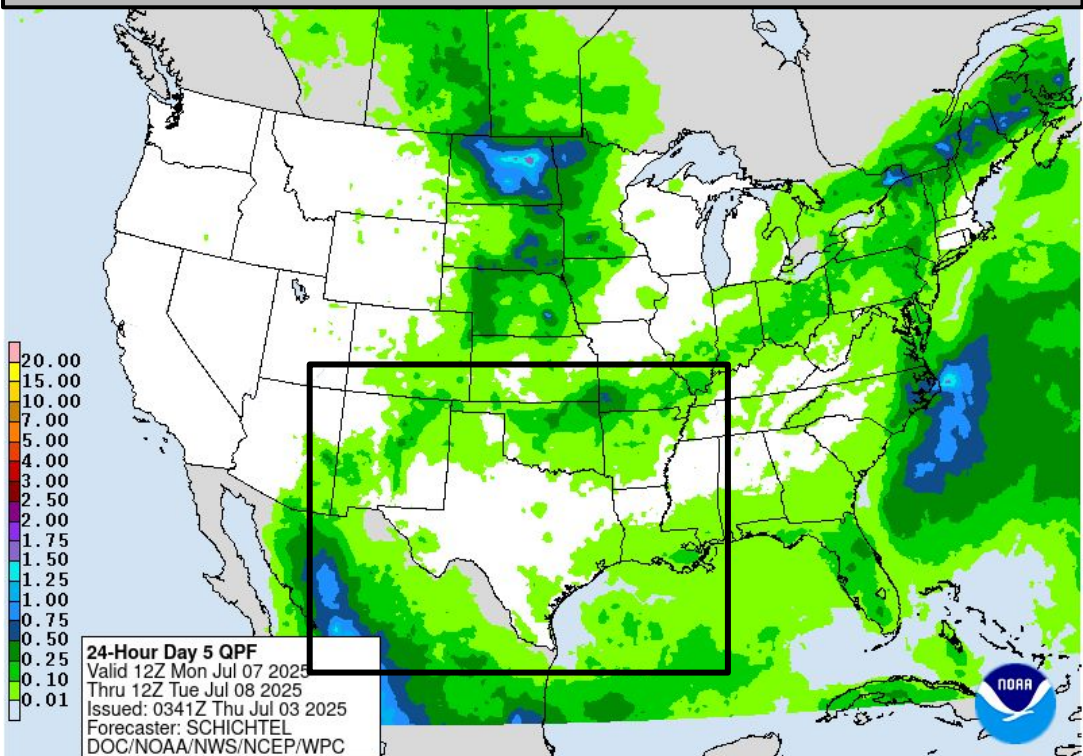 20.00
15.00
10.00
7.00
5.00
4.00
3.00
2.50
2.00
1.75
1.50
1.25
1.00
0.75
0.50
0.25
0.10
0.01
24-Hour Day 5 QPF
Valid 12Z Mon Jul 07 2025
Thru 12Z Tue Jul 08 2025
Issued: 0341Z Thu Jul 03 2025
Forecaster: SCHICHTEL
DOC/NOAA/NWS/NCEP/WPC
NOAA